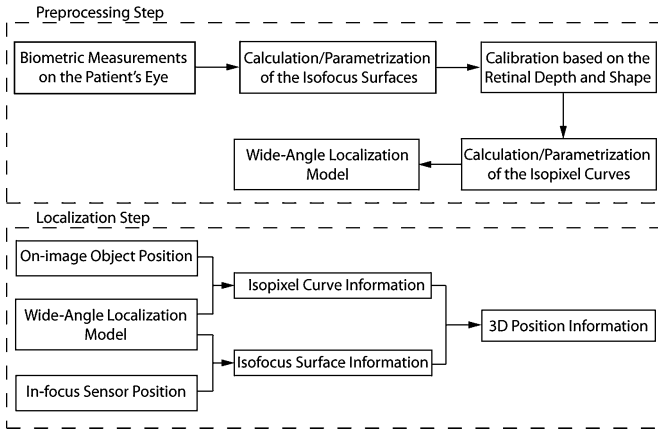 Preprocessing Step
Biometric Measurements
on the Patient's Eye
Calculation/Parametrization
of the Isofocus Surfaces
Calibration based on the
Retinal Depth and Shape
Wide-Angle Localization
Model
Calculation/Parametrization
of the Isopixel Curves
Localization Step
On-image Object Position
Wide-Angle Localization
Model
In-focus Sensor Position
Isopixel Curve Information
Isofocus Surface Information
3D Position Information